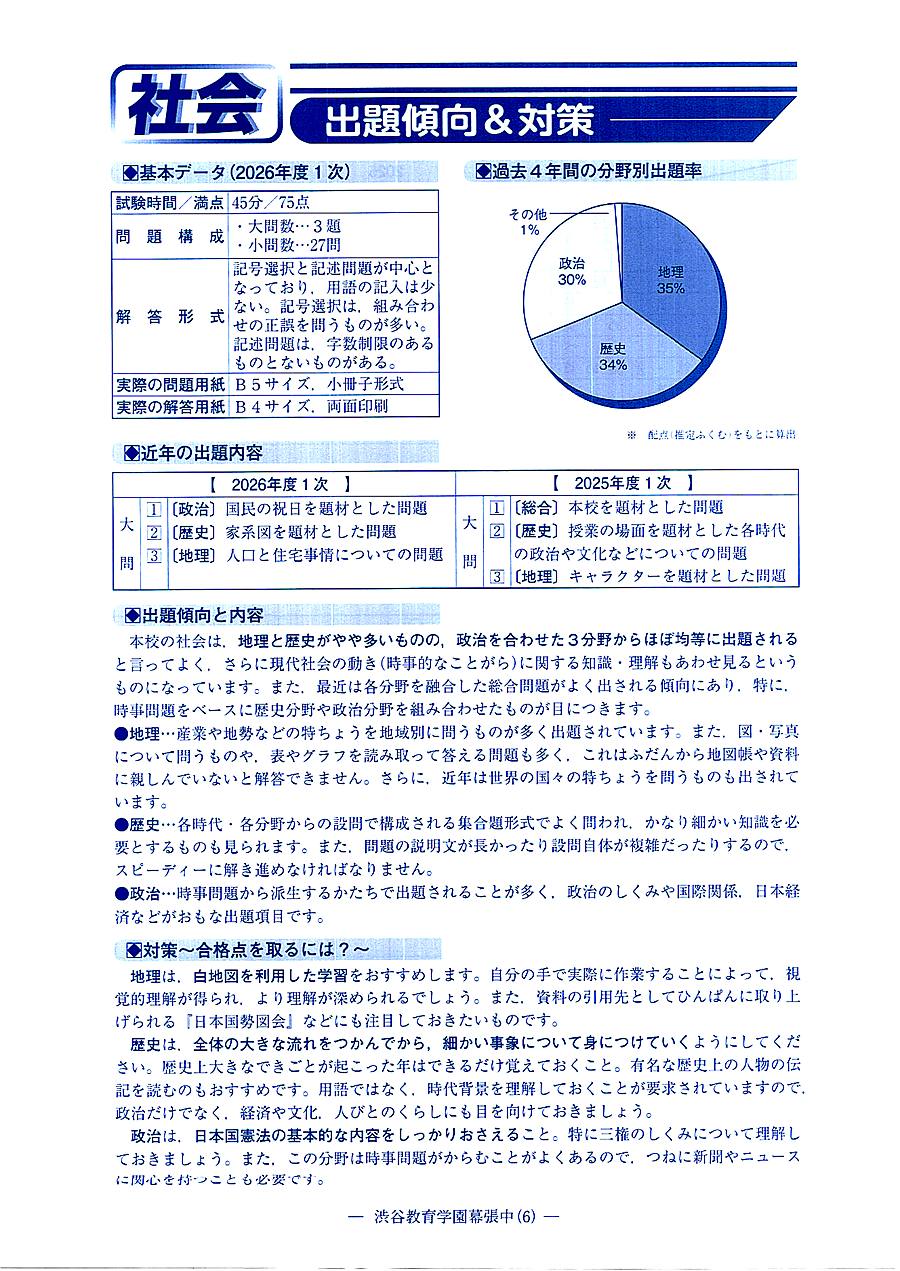 社会
出題傾向&対策
◆基本データ(2026年度1次)
試験時間/満点 45分/75点
問題構成 ・大問数…3題
・小問数…27問
解答形式 記号選択と記述問題が中心と
なっており,用語の記入は少
ない。記号選択は,組み合わ
せの正誤を問うものが多い。
記述問題は,字数制限のある
ものとないものがある。
実際の問題用紙 B5サイズ,小冊子形式
実際の解答用紙 B4サイズ,両面印刷
◆過去4年間の分野別出題率
その他
1%
政治
30%
地理
35%
歴史
34%
※ 配点(推定ふくむ)をもとに算出
◆近年の出題内容
【 2026年度1次 】
大問
1 〔政治〕国民の祝日を題材とした問題
2 〔歴史〕家系図を題材とした問題
3 〔地理〕人口と住宅事情についての問題
【 2025年度1次 】
大問
1 〔総合〕本校を題材とした問題
2 〔歴史〕授業の場面を題材とした各時代
の政治や文化などについての問題
3 〔地理〕キャラクターを題材とした問題
◆出題傾向と内容
本校の社会は,地理と歴史がやや多いものの,政治を合わせた3分野からほぼ均等に出題される
と言ってよく,さらに現代社会の動き(時事的なことがら)に関する知識・理解もあわせ見るという
ものになっています。また,最近は各分野を融合した総合問題がよく出される傾向にあり,特に,
時事問題をベースに歴史分野や政治分野を組み合わせたものが目につきます。
●地理…産業や地勢などの特ちょうを地域別に問うものが多く出題されています。また,図・写真
について問うものや,表やグラフを読み取って答える問題も多く,これはふだんから地図帳や資料
に親しんでいないと解答できません。さらに,近年は世界の国々の特ちょうを問うものも出されて
います。
●歴史…各時代・各分野からの設問で構成される集合題形式でよく問われ,かなり細かい知識を必
要とするものも見られます。また,問題の説明文が長かったり設問自体が複雑だったりするので,
スピーディーに解き進めなければなりません。
●政治…時事問題から派生するかたちで出題されることが多く,政治のしくみや国際関係,日本経
済などがおもな出題項目です。
◆対策~合格点を取るには?~
地理は,白地図を利用した学習をおすすめします。自分の手で実際に作業することによって,視
覚的理解が得られ,より理解が深められるでしょう。また,資料の引用先としてひんぱんに取り上
げられる『日本国勢図会』などにも注目しておきたいものです。
歴史は,全体の大きな流れをつかんでから,細かい事象について身につけていくようにしてくだ
さい。歴史上大きなできごとが起こった年はできるだけ覚えておくこと。有名な歴史上の人物の伝
記を読むのもおすすめです。用語ではなく,時代背景を理解しておくことが要求されていますので,
政治だけでなく,経済や文化,人びとのくらしにも目を向けておきましょう。
政治は,日本国憲法の基本的な内容をしっかりおさえること。特に三権のしくみについて理解し
ておきましょう。また,この分野は時事問題がからむことがよくあるので,つねに新聞やニュース
に関心を持つことも必要です。
― 渋谷教育学園幕張中(6) ―